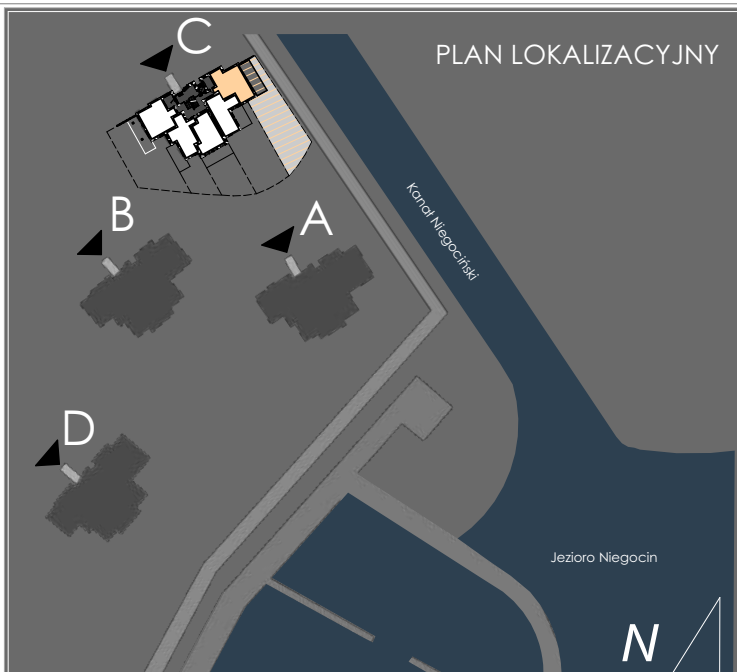 PLAN LOKALIZACYJNY
C
B
A
Kanał Niegociński
D
Jezioro Niegocin
N